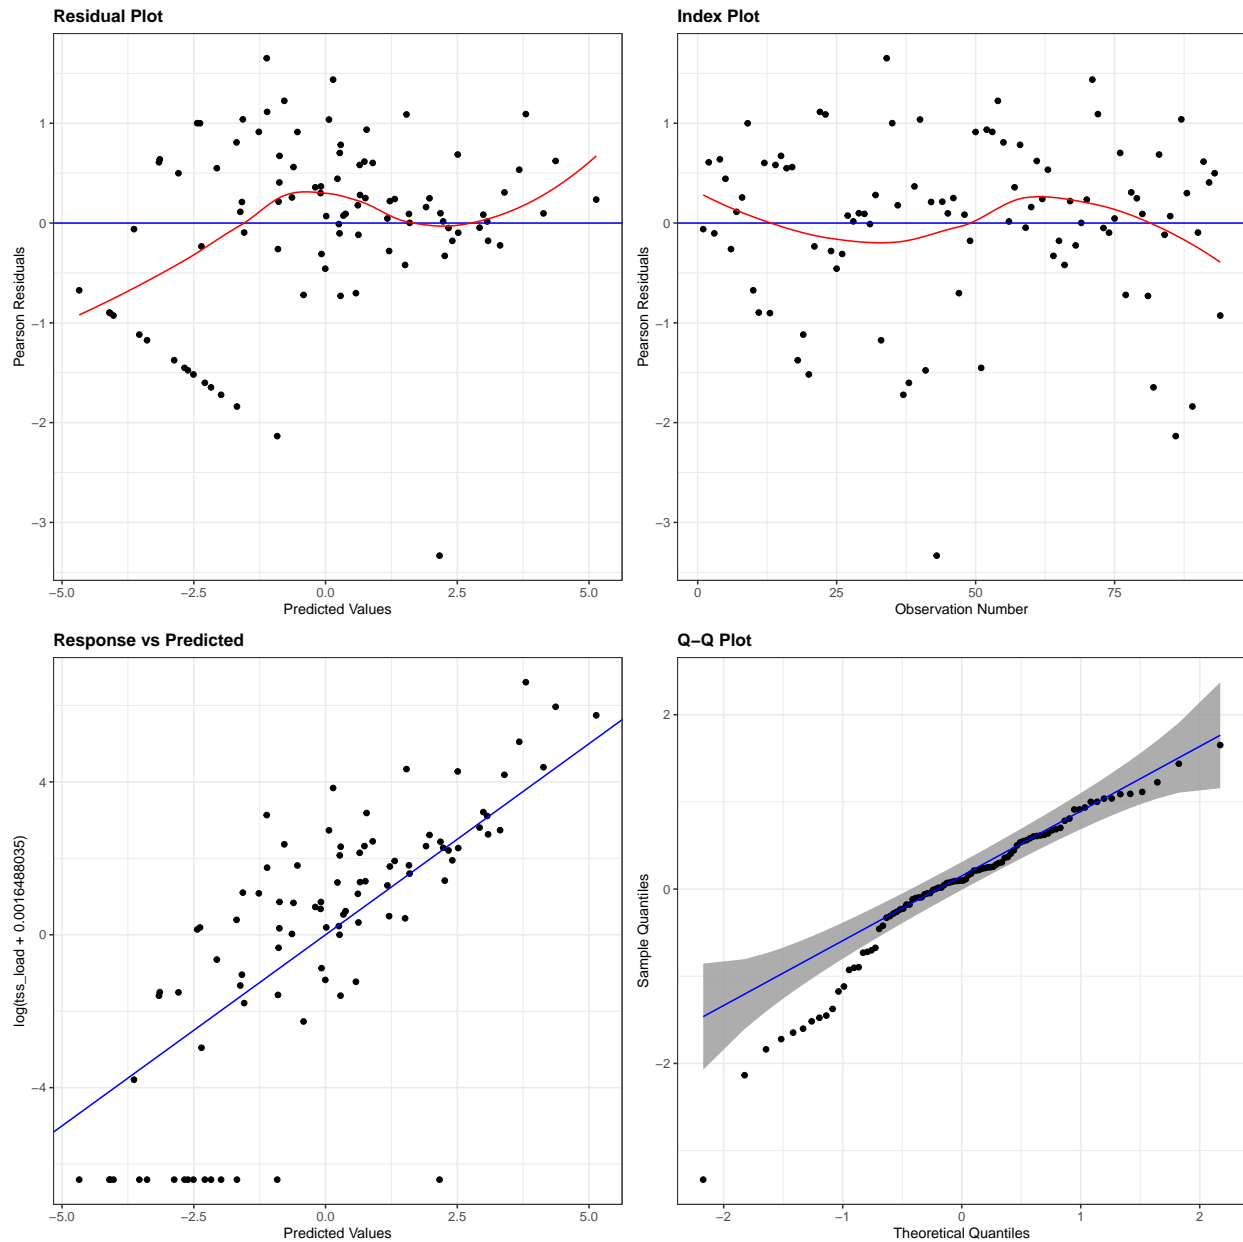 Residual Plot
Pearson Residuals
1
0
−1
−2
−3
−5.0 −2.5 0.0 2.5 5.0
Predicted Values
Index Plot
Pearson Residuals
1
0
−1
−2
−3
0 25 50 75
Observation Number
Response vs Predicted
log(tss_load + 0.0016488035)
4
0
−4
−5.0 −2.5 0.0 2.5 5.0
Predicted Values
Q−Q Plot
Sample Quantiles
2
0
−2
−2 −1 0 1 2
Theoretical Quantiles